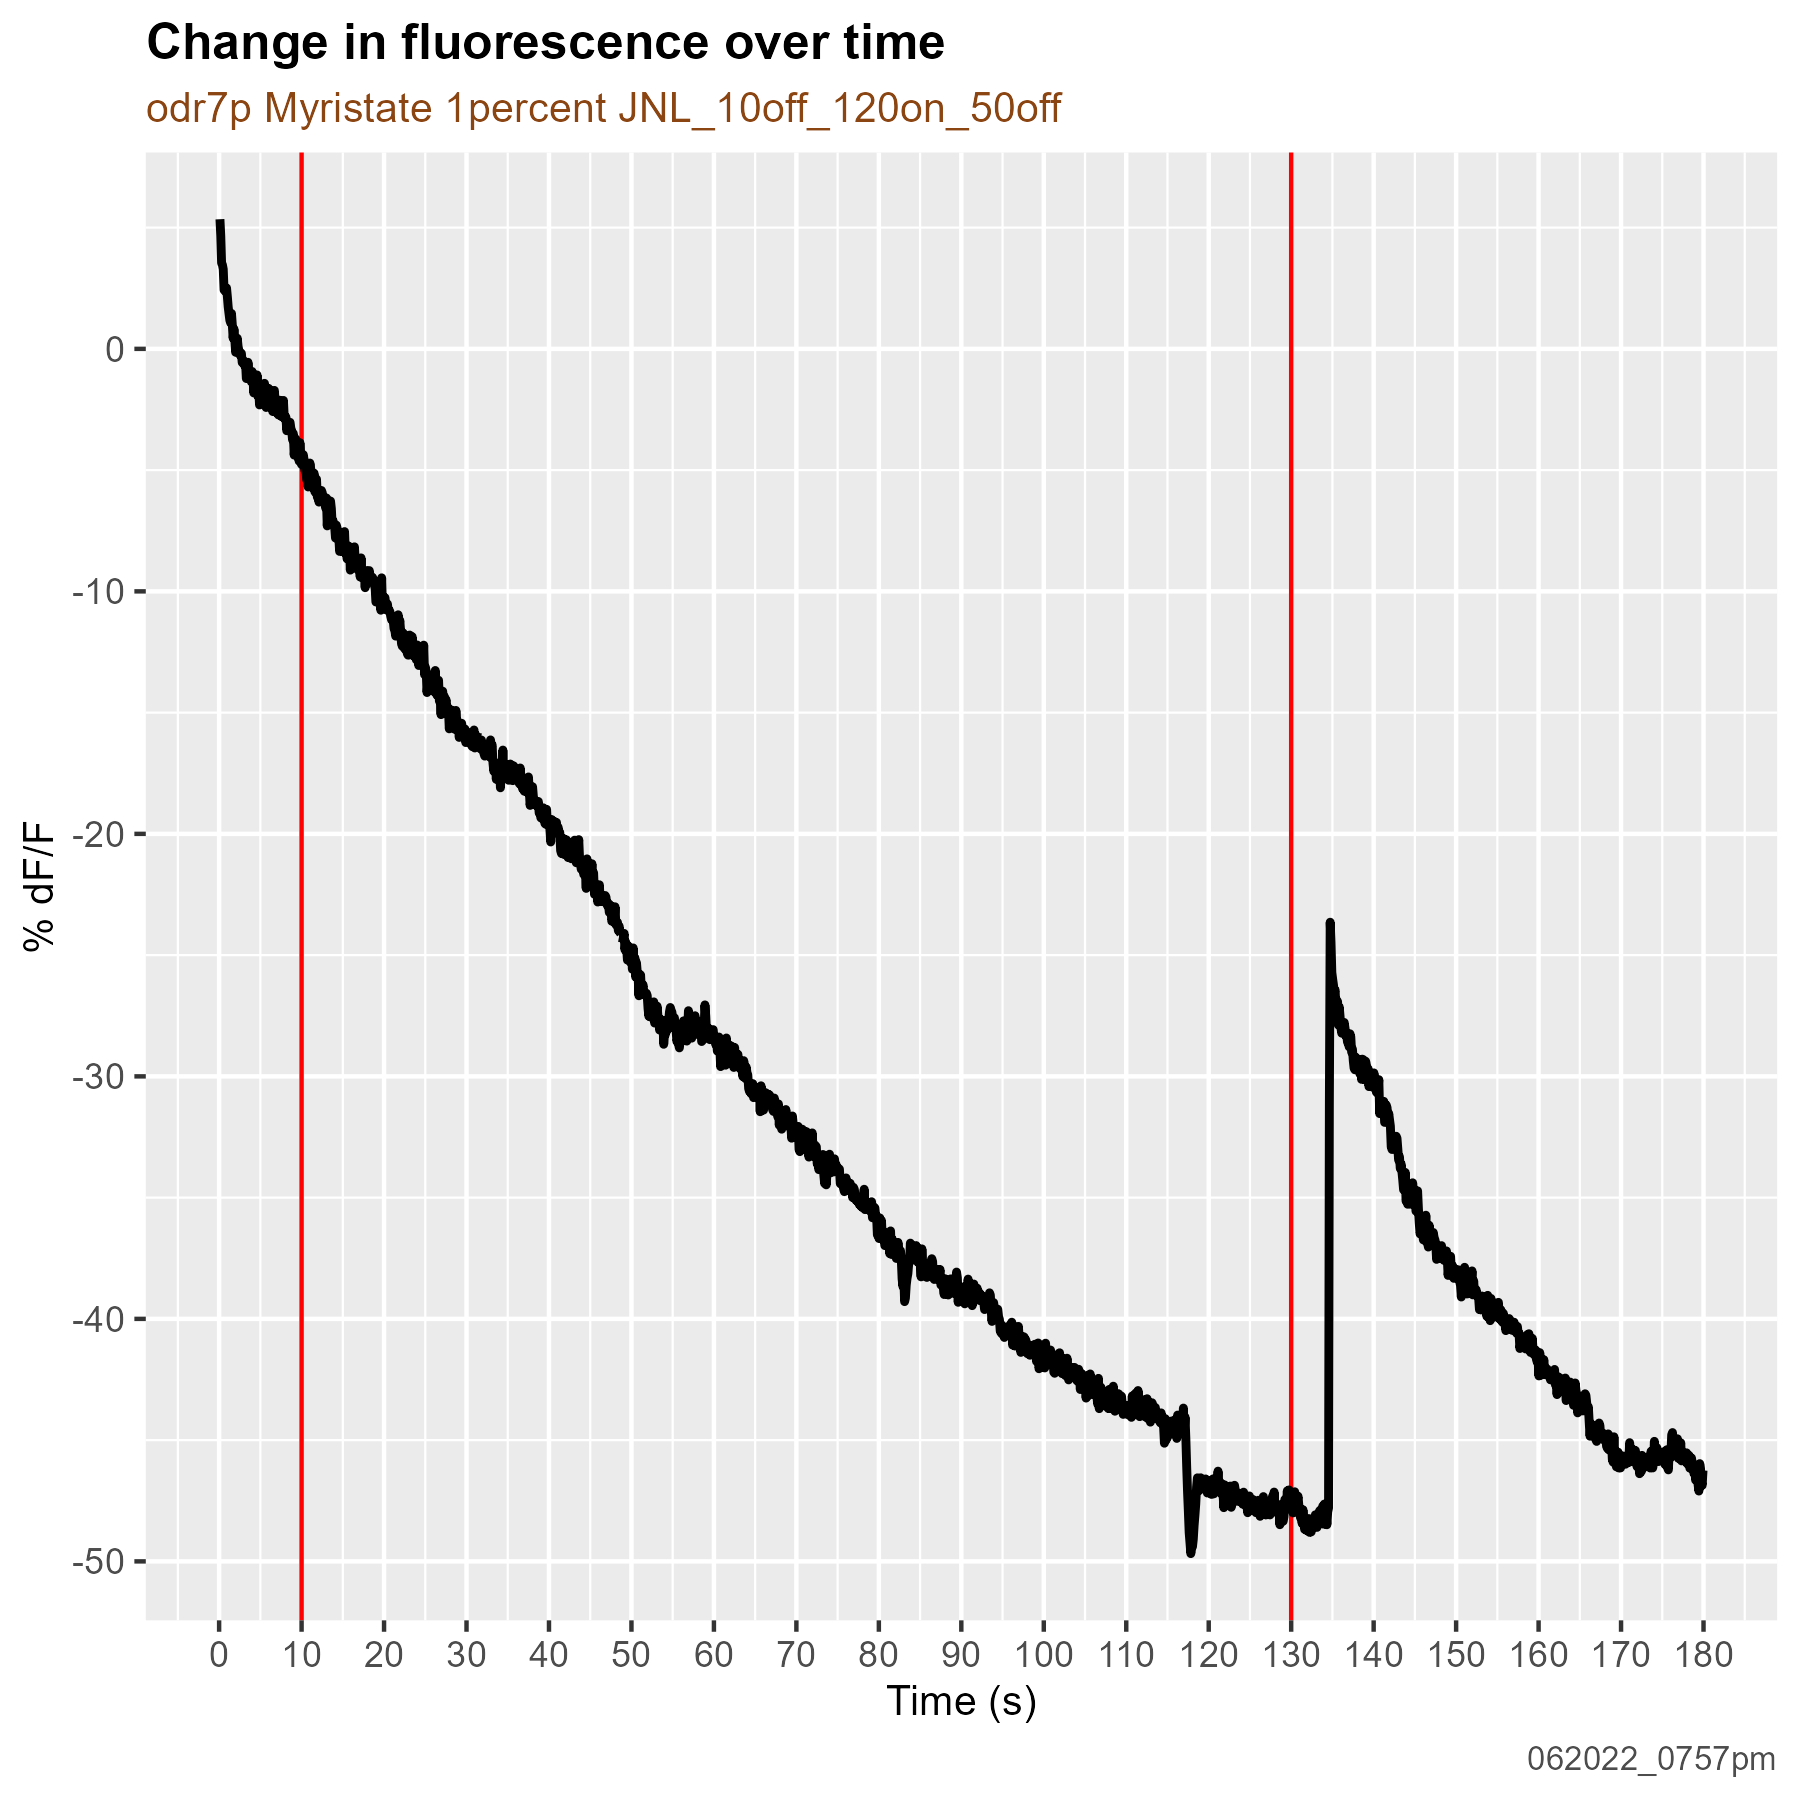 Change in fluorescence over time
odr7p Myristate 1percent JNL_10off_120on_50off
% dF/F
0
-10
-20
-30
-40
-50
0 10 20 30 40 50 60 70 80 90 100 110 120 130 140 150 160 170 180
Time (s)
062022_0757pm